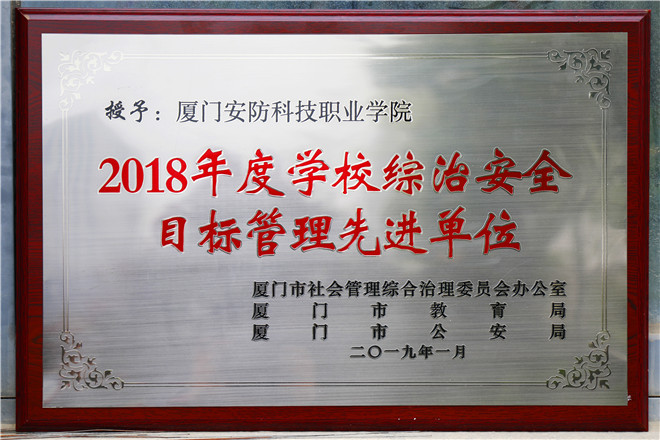 授予：厦门安防科技职业学院
2018年度学校综治安全
目标管理先进单位
厦门市社会管理综合治理委员会办公室
厦门市教育局
厦门市公安局
二〇一九年一月